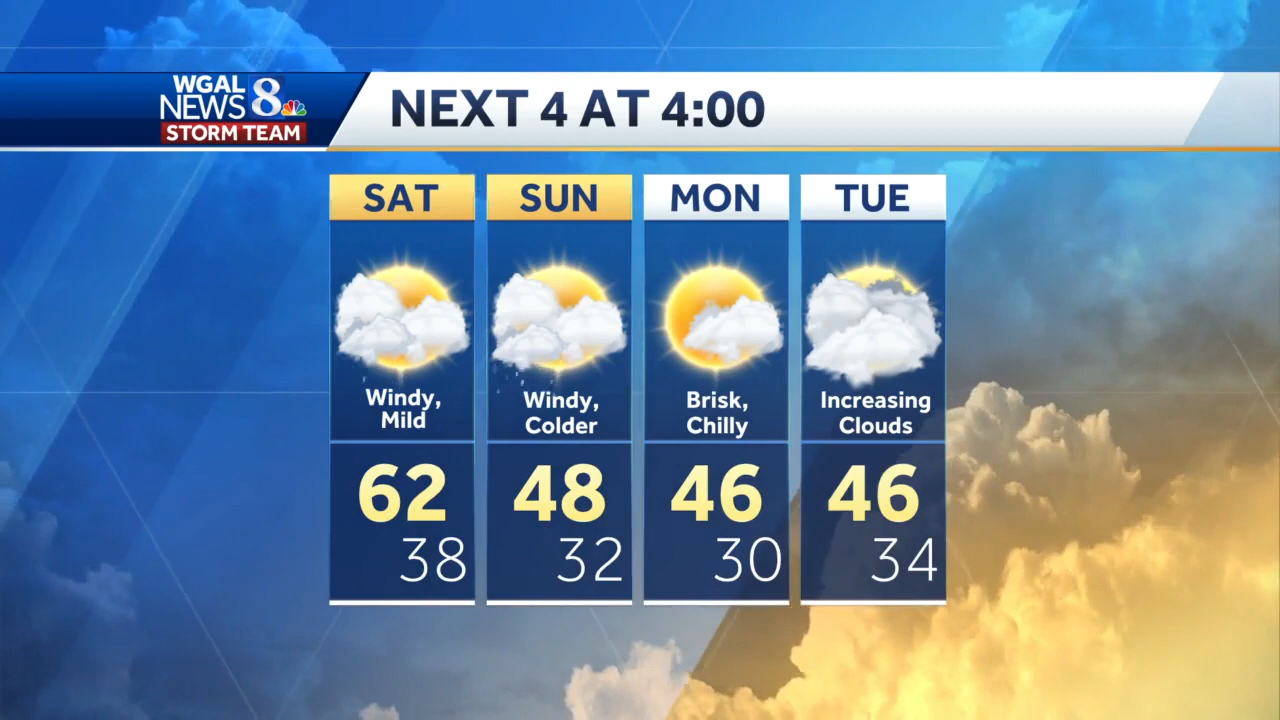 WGAL
NEWS 8
STORM TEAM
NEXT 4 AT 4:00
SAT
Windy,
Mild
62
38
SUN
Windy,
Colder
48
32
MON
Brisk,
Chilly
46
30
TUE
Increasing
Clouds
46
34